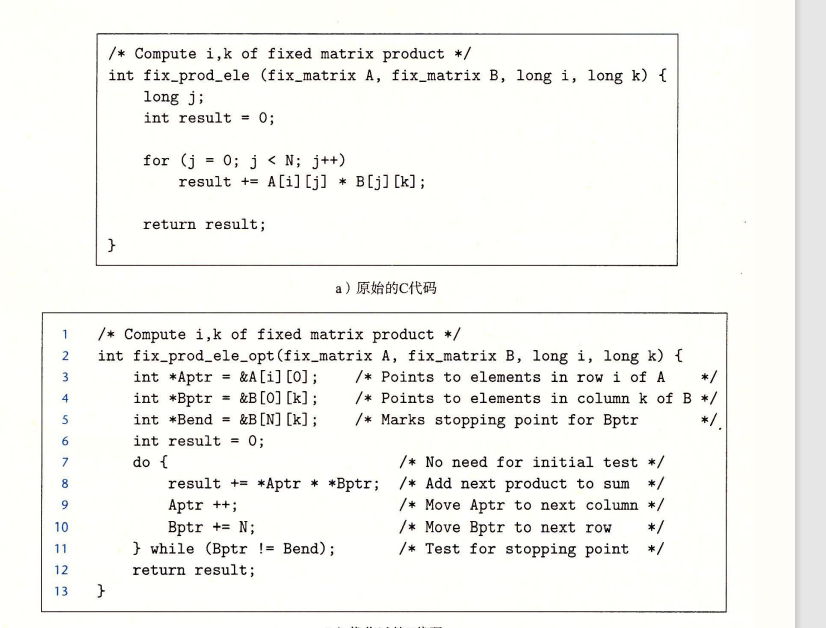 /* Compute i,k of fixed matrix product */
int fix_prod_ele (fix_matrix A, fix_matrix B, long i, long k) {
    long j;
    int result = 0;

    for (j = 0; j < N; j++)
        result += A[i][j] * B[j][k];

    return result;
}
a）原始的C代码
1 /* Compute i,k of fixed matrix product */
2 int fix_prod_ele_opt(fix_matrix A, fix_matrix B, long i, long k) {
3     int *Aptr = &A[i][0];    /* Points to elements in row i of A    */
4     int *Bptr = &B[0][k];    /* Points to elements in column k of B */
5     int *Bend = &B[N][k];    /* Marks stopping point for Bptr       */
6     int result = 0;
7     do {                          /* No need for initial test */
8         result += *Aptr * *Bptr;  /* Add next product to sum  */
9         Aptr ++;                  /* Move Aptr to next column */
10         Bptr += N;                /* Move Bptr to next row    */
11     } while (Bptr != Bend);       /* Test for stopping point  */
12     return result;
13 }